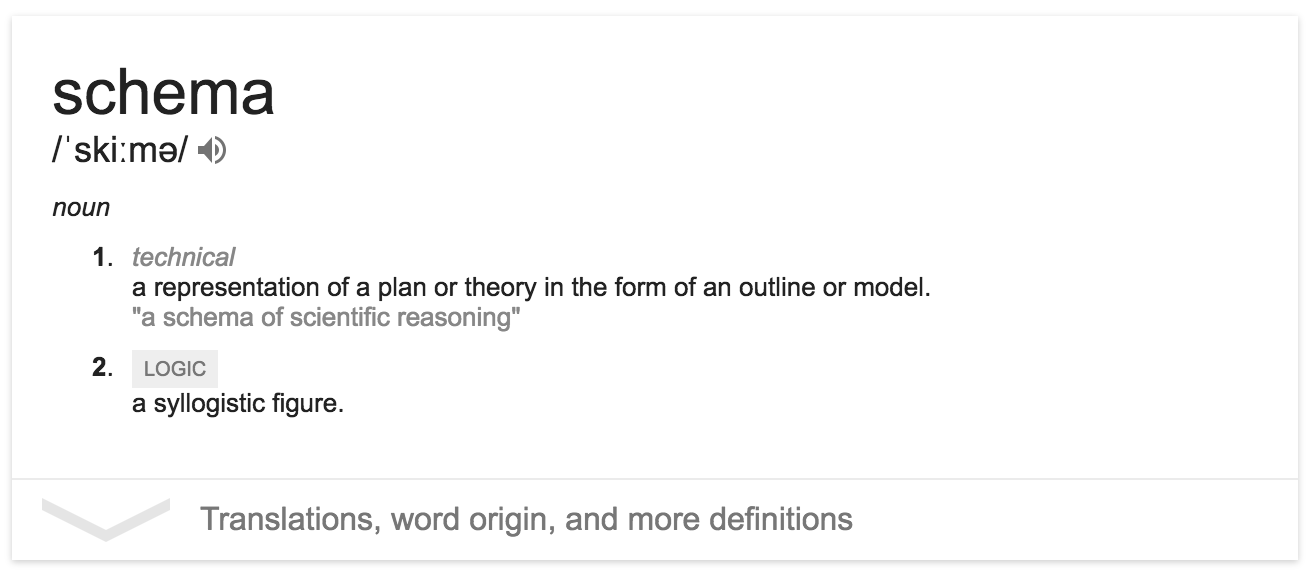 schema
/ˈskiːmə/
noun
1. technical
a representation of a plan or theory in the form of an outline or model.
"a schema of scientific reasoning"
2. LOGIC
a syllogistic figure.
Translations, word origin, and more definitions